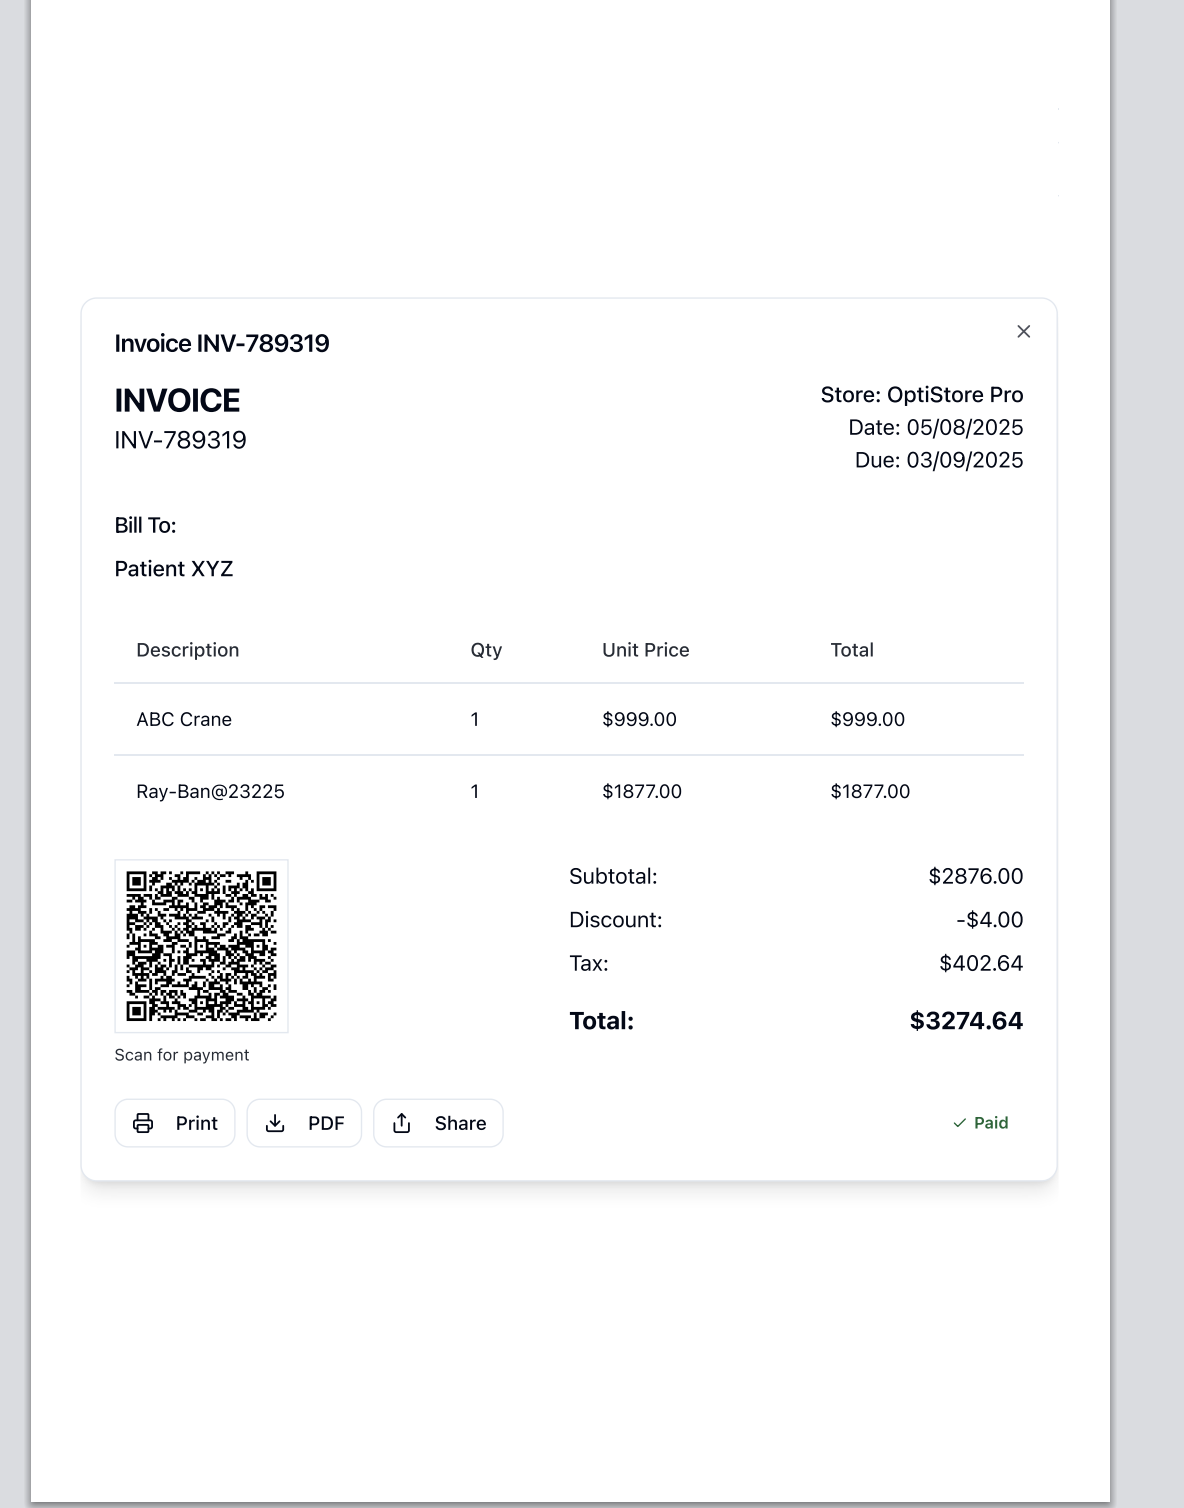 Invoice INV-789319
INVOICE
INV-789319
Store: OptiStore Pro
Date: 05/08/2025
Due: 03/09/2025
Bill To:
Patient XYZ
Description Qty Unit Price Total
ABC Crane 1 $999.00 $999.00
Ray-Ban@23225 1 $1877.00 $1877.00
Subtotal: $2876.00
Discount: -$4.00
Tax: $402.64
Total: $3274.64
Scan for payment
Print PDF Share Paid